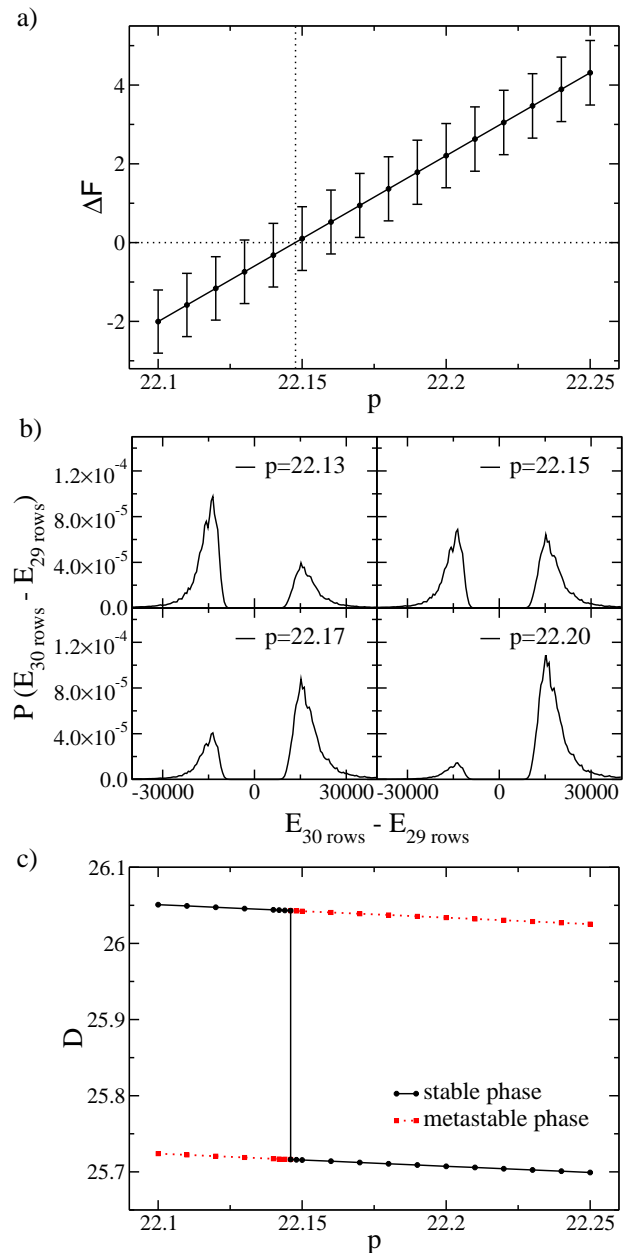 a)
4
2
0
-2
ΔF
22.1 22.15 22.2 22.25
p
b)
p=22.13 p=22.15
1.2×10⁻⁴
8.0×10⁻⁵
4.0×10⁻⁵
0.0
p=22.17 p=22.20
1.2×10⁻⁴
8.0×10⁻⁵
4.0×10⁻⁵
0.0
P (E30 rows - E29 rows)
-30000 0 30000 -30000 0 30000
E30 rows - E29 rows
c)
26.1
26
25.9
25.8
25.7
D
stable phase
metastable phase
22.1 22.15 22.2 22.25
p